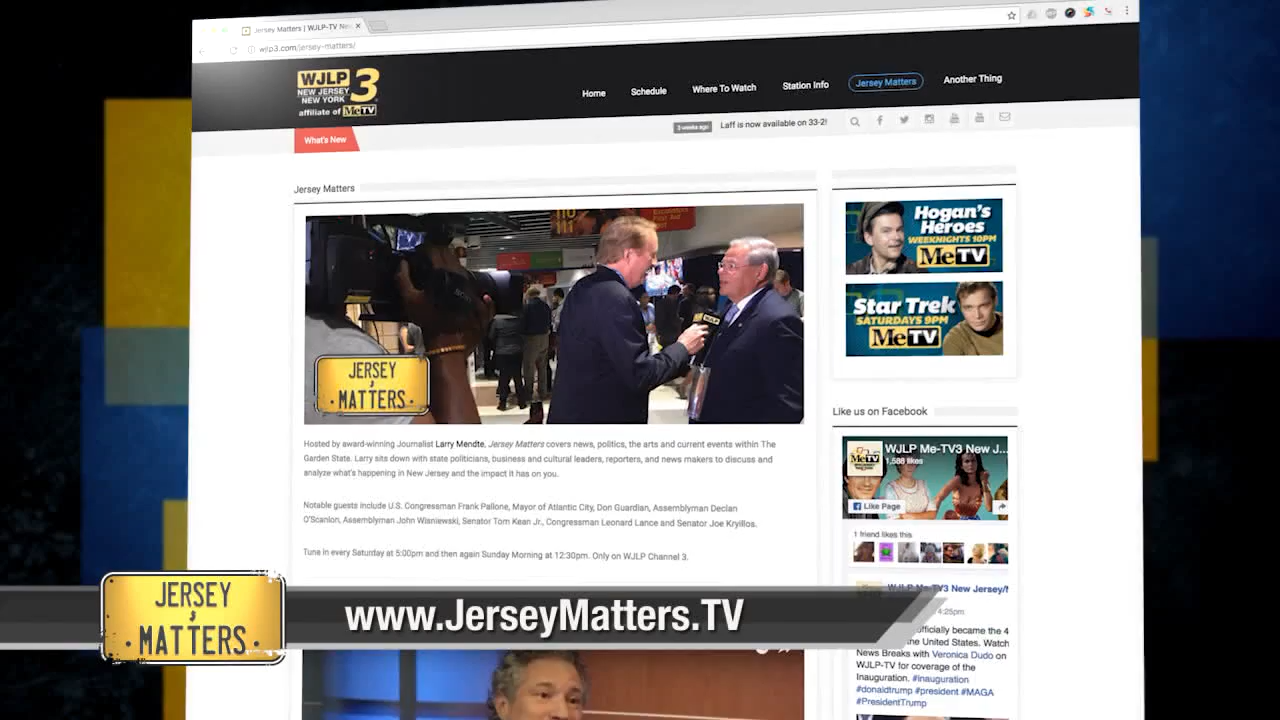 Jersey Matters | WJLP-TV Ne
wjlp3.com/jersey-matters/
WJLP 3
NEW JERSEY
NEW YORK
affiliate of MeTV
Home
Schedule
Where To Watch
Station Info
Jersey Matters
Another Thing
What's New
3 weeks ago
Laff is now available on 33-2!
Jersey Matters
110
111
WJLP
JERSEY
MATTERS
Hogan's
Heroes
WEEKNIGHTS 10PM
MeTV
Star Trek
SATURDAYS 9PM
MeTV
Hosted by award-winning Journalist Larry Mendte, Jersey Matters covers news, politics, the arts and current events within The
Garden State. Larry sits down with state politicians, business and cultural leaders, reporters, and news makers to discuss and
analyze what's happening in New Jersey and the impact it has on you.
Notable guests include U.S. Congressman Frank Pallone, Mayor of Atlantic City, Don Guardian, Assemblyman Declan
O'Scanlon, Assemblyman John Wisniewski, Senator Tom Kean Jr., Congressman Leonard Lance and Senator Joe Kryillos.
Tune in every Saturday at 5:00pm and then again Sunday Morning at 12:30pm. Only on WJLP Channel 3.
Like us on Facebook
MeTV
WJLP Me-TV3 New J...
1,588 likes
Like Page
1 friend likes this
WJLP Me-TV3 New Jersey/
4:25pm
officially became the 4
the United States. Watch
News Breaks with Veronica Dudo on
WJLP-TV for coverage of the
Inauguration. #inauguration
#donaldtrump #president #MAGA
#PresidentTrump
JERSEY
MATTERS
www.JerseyMatters.TV